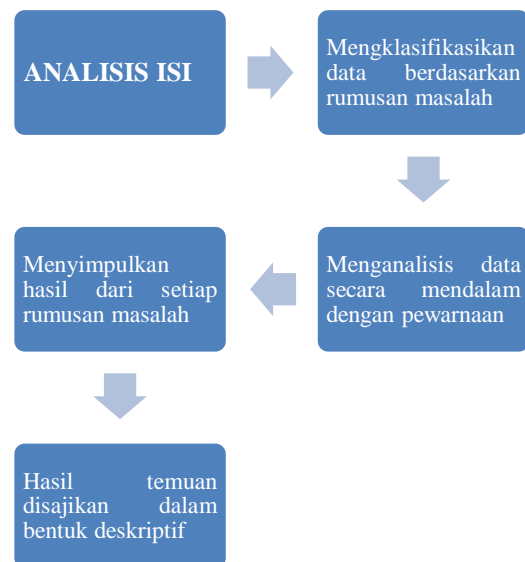 ANALISIS ISI
Mengklasifikasikan
data berdasarkan
rumusan masalah
Menganalisis data
secara mendalam
dengan pewarnaan
Menyimpulkan
hasil dari setiap
rumusan masalah
Hasil temuan
disajikan dalam
bentuk deskriptif